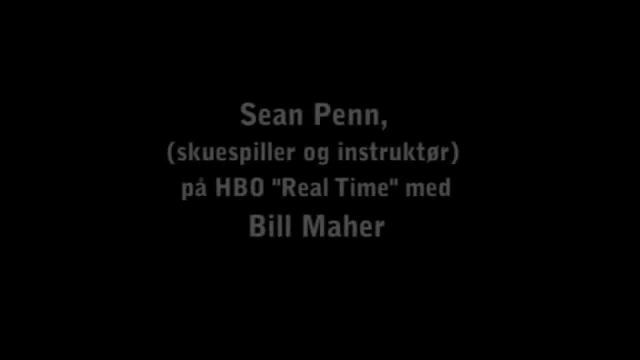 Sean Penn,
(skuespiller og instruktør)
på HBO "Real Time" med
Bill Maher